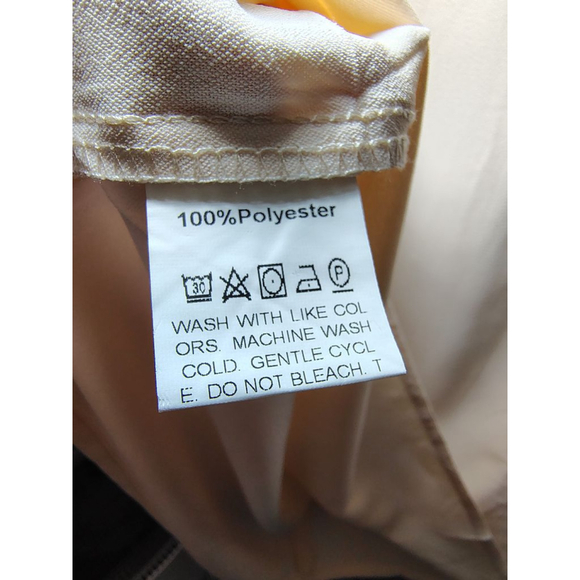 100%Polyester
30 P
WASH WITH LIKE COL
ORS. MACHINE WASH
COLD. GENTLE CYCL
E. DO NOT BLEACH. T